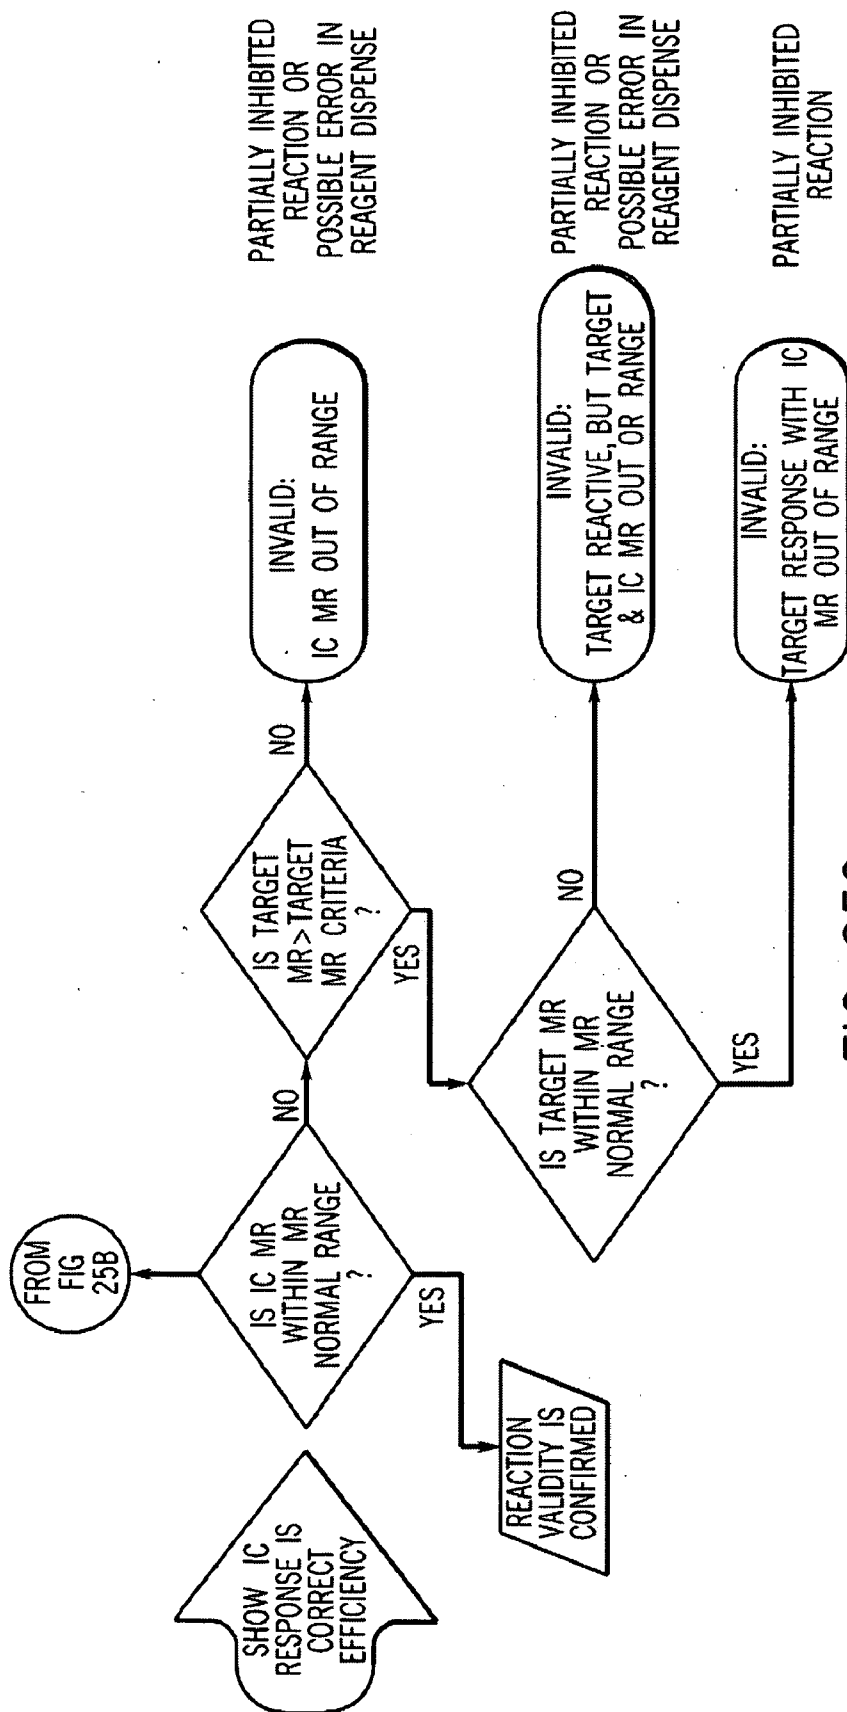 FROM
FIG
25B
SHOW IC
RESPONSE IS
CORRECT
EFFICIENCY
IS IC MR
WITHIN MR
NORMAL RANGE
?
NO
YES
REACTION
VALIDITY IS
CONFIRMED
IS TARGET
MR>TARGET
MR CRITERIA
?
NO
YES
INVALID:
IC MR OUT OF RANGE
PARTIALLY INHIBITED
REACTION OR
POSSIBLE ERROR IN
REAGENT DISPENSE
IS TARGET MR
WITHIN MR
NORMAL RANGE
?
NO
YES
INVALID:
TARGET REACTIVE, BUT TARGET
& IC MR OUT OR RANGE
PARTIALLY INHIBITED
REACTION OR
POSSIBLE ERROR IN
REAGENT DISPENSE
INVALID:
TARGET RESPONSE WITH IC
MR OUT OF RANGE
PARTIALLY INHIBITED
REACTION